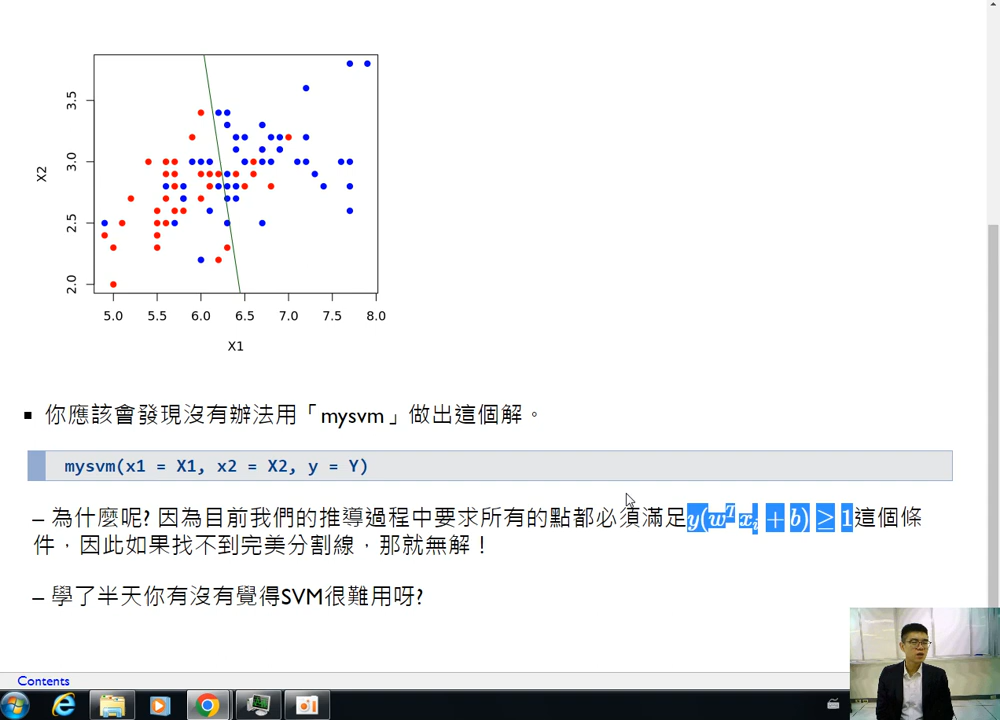 3.5
3.0
2.5
2.0
X2
5.0 5.5 6.0 6.5 7.0 7.5 8.0
X1
▪ 你應該會發現沒有辦法用「mysvm」做出這個解。
mysvm(x1 = X1, x2 = X2, y = Y)
– 為什麼呢? 因為目前我們的推導過程中要求所有的點都必須滿足y(wᵀxᵢ + b) ≥ 1這個條
件，因此如果找不到完美分割線，那就無解！
– 學了半天你有沒有覺得SVM很難用呀?
Contents